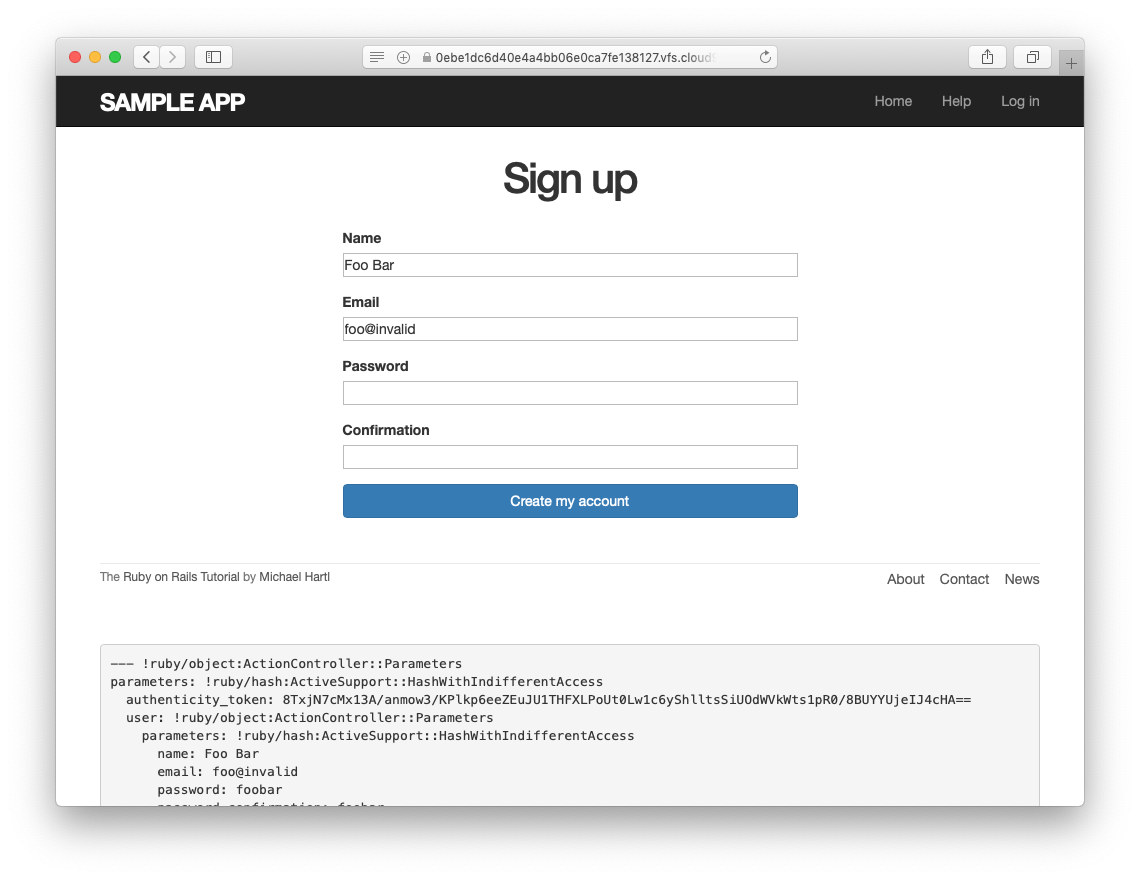 0ebe1dc6d40e4a4bb06e0ca7fe138127.vfs.cloud9
SAMPLE APP
Home Help Log in
Sign up
Name
Foo Bar
Email
foo@invalid
Password
Confirmation
Create my account
The Ruby on Rails Tutorial by Michael Hartl
About Contact News
--- !ruby/object:ActionController::Parameters
parameters: !ruby/hash:ActiveSupport::HashWithIndifferentAccess
authenticity_token: 8TxjN7cMx13A/anmow3/KPlkp6eeZEuJU1THFXLPoUt0Lw1c6yShlltsSiUOdWVkWts1pR0/8BUYYUjeIJ4cHA==
user: !ruby/object:ActionController::Parameters
parameters: !ruby/hash:ActiveSupport::HashWithIndifferentAccess
name: Foo Bar
email: foo@invalid
password: foobar
password_confirmation: foobar